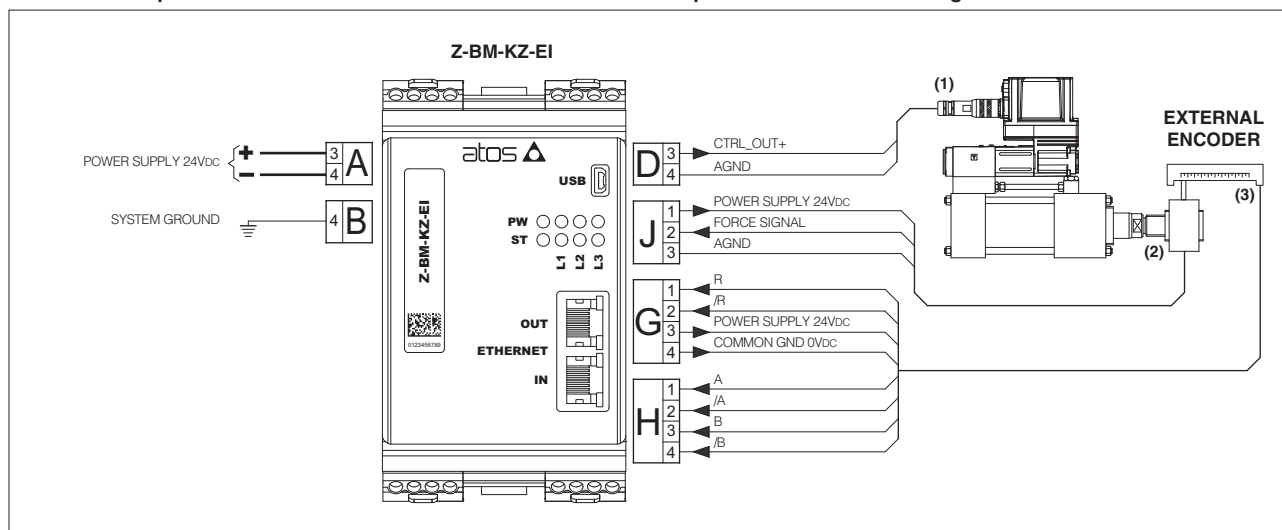 Z-BM-KZ-EI
POWER SUPPLY 24VDC
+
-
3
4
A
SYSTEM GROUND
4
B
atos
USB
PW
ST
L1
L2
L3
Z-BM-KZ-EI
0123456789
OUT
ETHERNET
IN
D
3
4
CTRL_OUT+
AGND
J
1
2
3
POWER SUPPLY 24VDC
FORCE SIGNAL
AGND
G
1
2
3
4
R
/R
POWER SUPPLY 24VDC
COMMON GND 0VDC
H
1
2
3
4
A
/A
B
/B
(1)
EXTERNAL
ENCODER
(3)
(2)